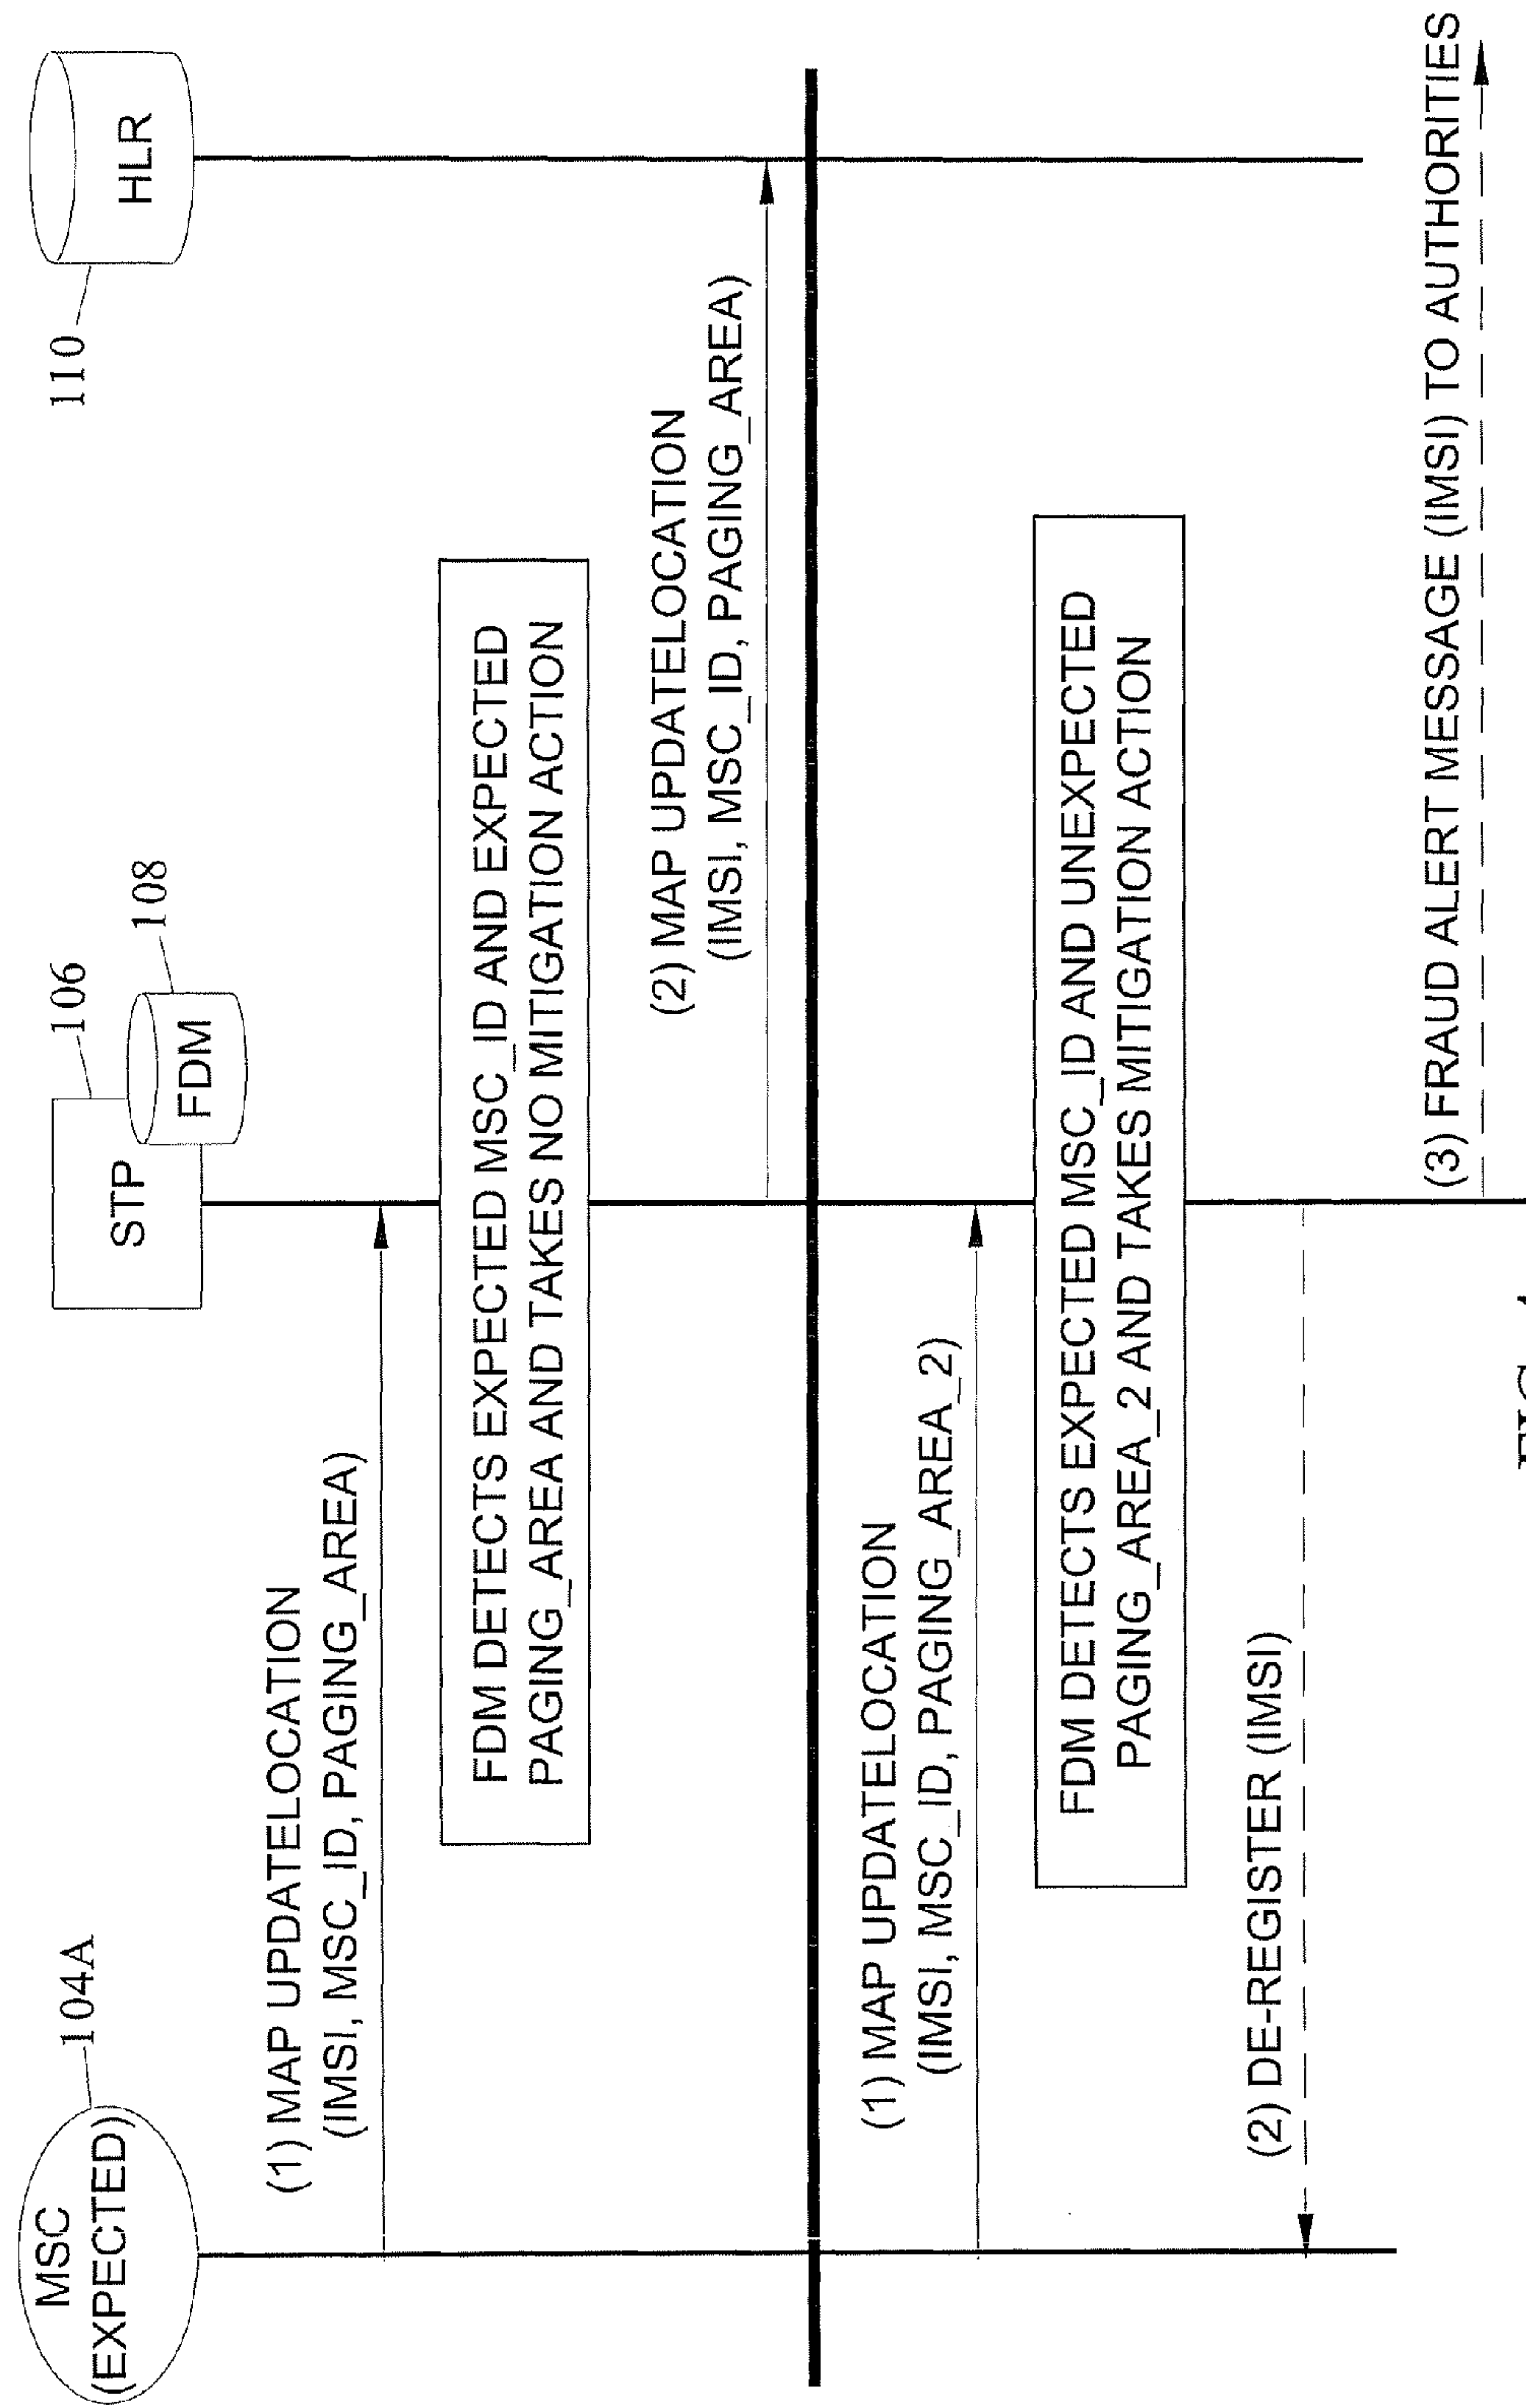 MSC
(EXPECTED)
104A
STP
106
FDM
108
HLR
110
(1) MAP UPDATELOCATION
(IMSI, MSC_ID, PAGING_AREA)
FDM DETECTS EXPECTED MSC_ID AND EXPECTED
PAGING_AREA AND TAKES NO MITIGATION ACTION
(2) MAP UPDATELOCATION
(IMSI, MSC_ID, PAGING_AREA)
(1) MAP UPDATELOCATION
(IMSI, MSC_ID, PAGING_AREA_2)
FDM DETECTS EXPECTED MSC_ID AND UNEXPECTED
PAGING_AREA_2 AND TAKES MITIGATION ACTION
(2) DE-REGISTER (IMSI)
(3) FRAUD ALERT MESSAGE (IMSI) TO AUTHORITIES